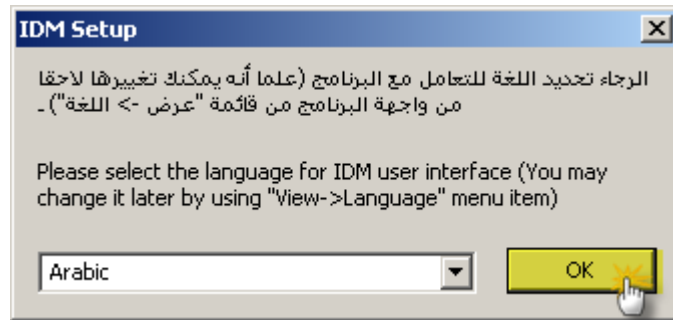 IDM Setup
الرجاء تحديد اللغة للتعامل مع البرنامج (علما أنه يمكنك تغييرها لاحقا
من واجهة البرنامج من قائمة "عرض -> اللغة") .
Please select the language for IDM user interface (You may
change it later by using "View->Language" menu item)
Arabic
OK